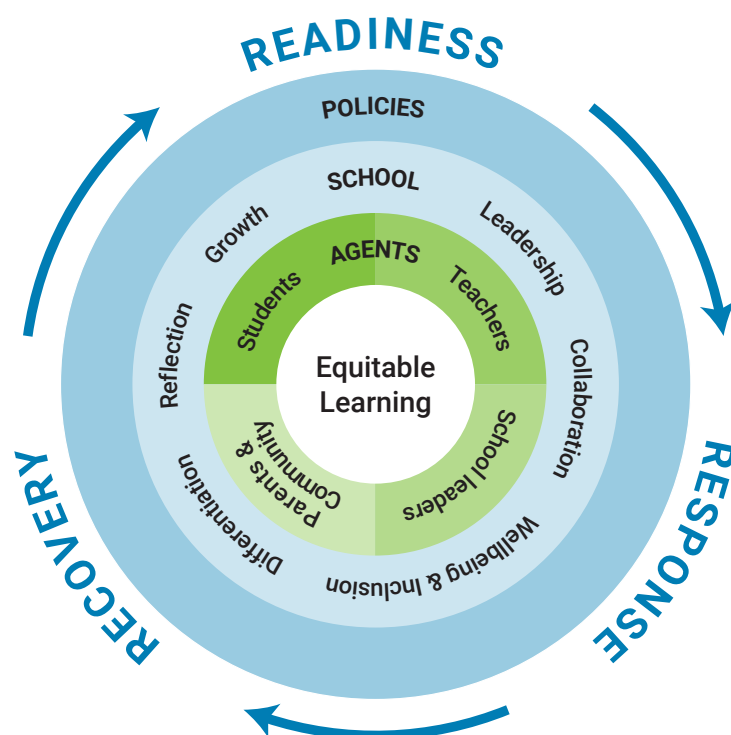 READINESS
POLICIES
SCHOOL
Growth
Leadership
AGENTS
Students
Teachers
Reflection
Collaboration
Equitable
Learning
Parents &
Community
School leaders
Differentiation
Wellbeing & Inclusion
RECOVERY
RESPONSE